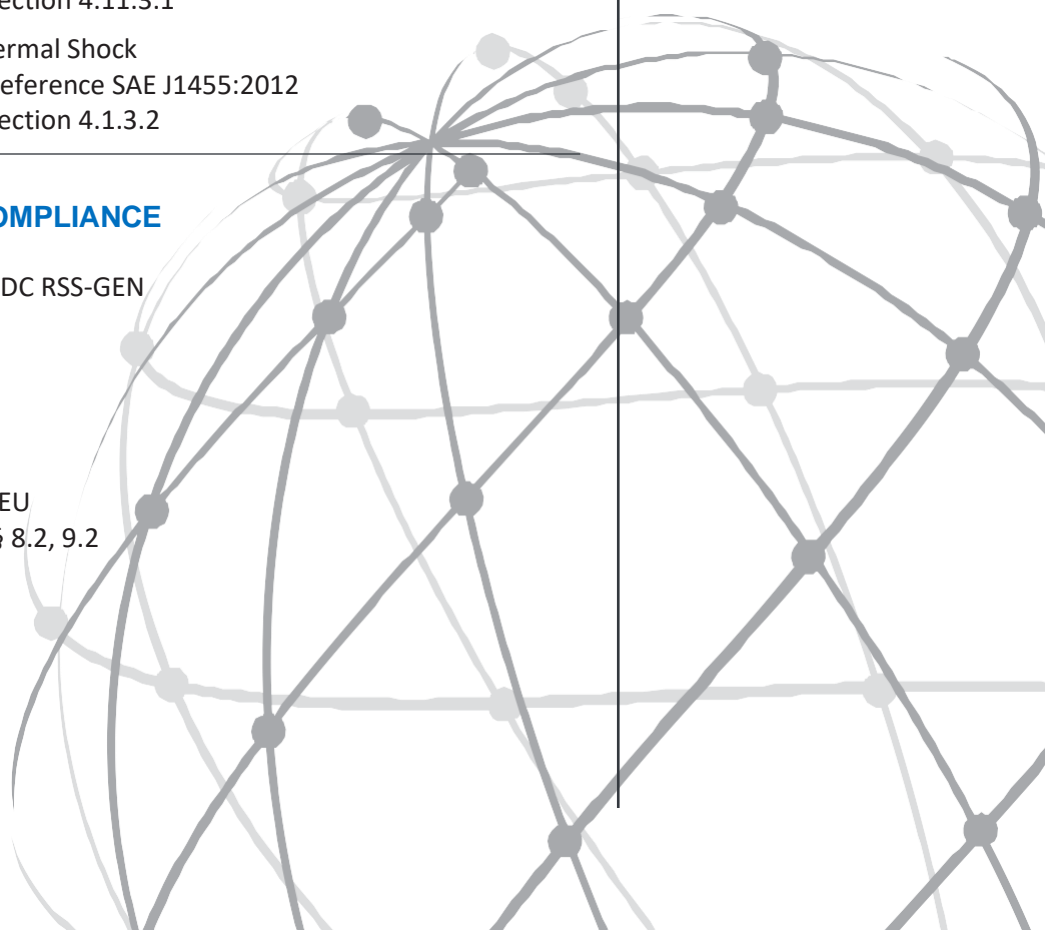 ection 4.11.3.1
ermal Shock
eference SAE J1455:2012
ection 4.1.3.2
OMPLIANCE
DC RSS-GEN
EU
§ 8.2, 9.2